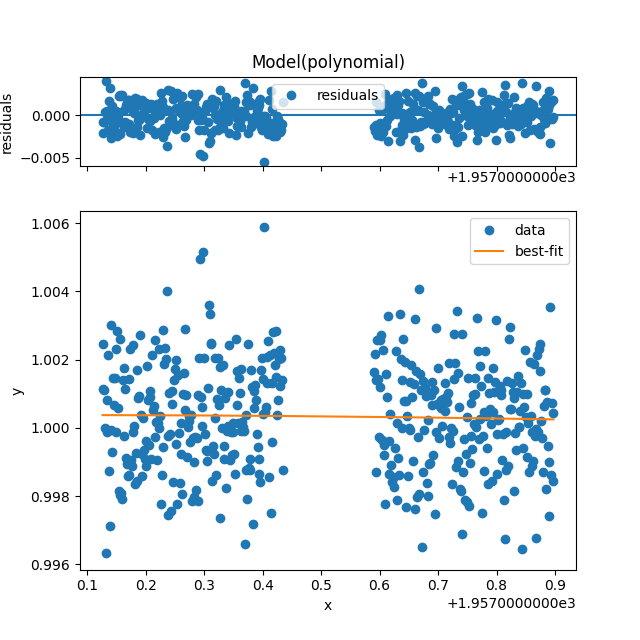 Model(polynomial)
residuals
0.000
−0.005
residuals
+1.9570000000e3
1.006
1.004
1.002
1.000
0.998
0.996
y
data
best-fit
0.1 0.2 0.3 0.4 0.5 0.6 0.7 0.8 0.9
x
+1.9570000000e3